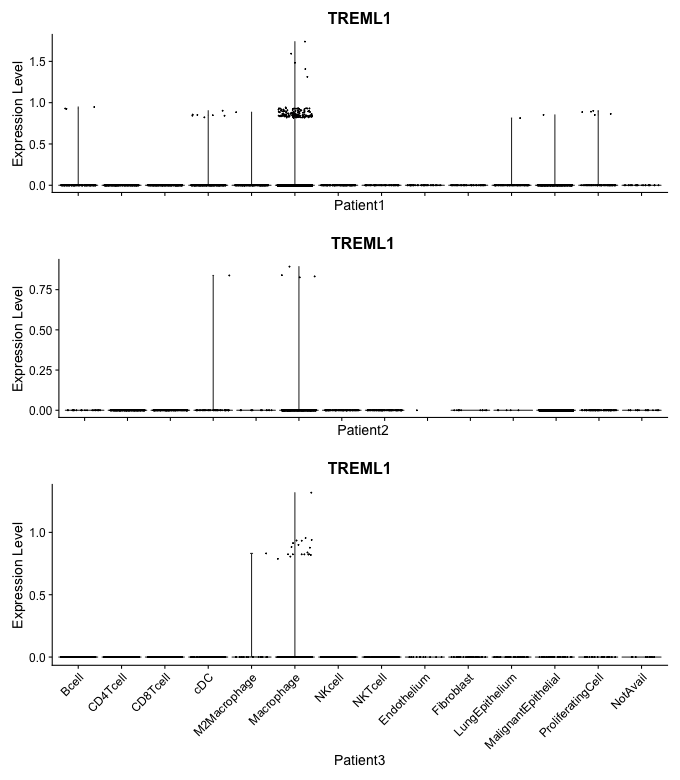 TREML1
Expression Level
1.5
1.0
0.5
0.0
Patient1
TREML1
Expression Level
0.75
0.50
0.25
0.00
Patient2
TREML1
Expression Level
1.0
0.5
0.0
Bcell
CD4Tcell
CD8Tcell
cDC
M2Macrophage
Macrophage
NKcell
NKTcell
Endothelium
Fibroblast
LungEpithelium
MalignantEpithelial
ProliferatingCell
NotAvail
Patient3